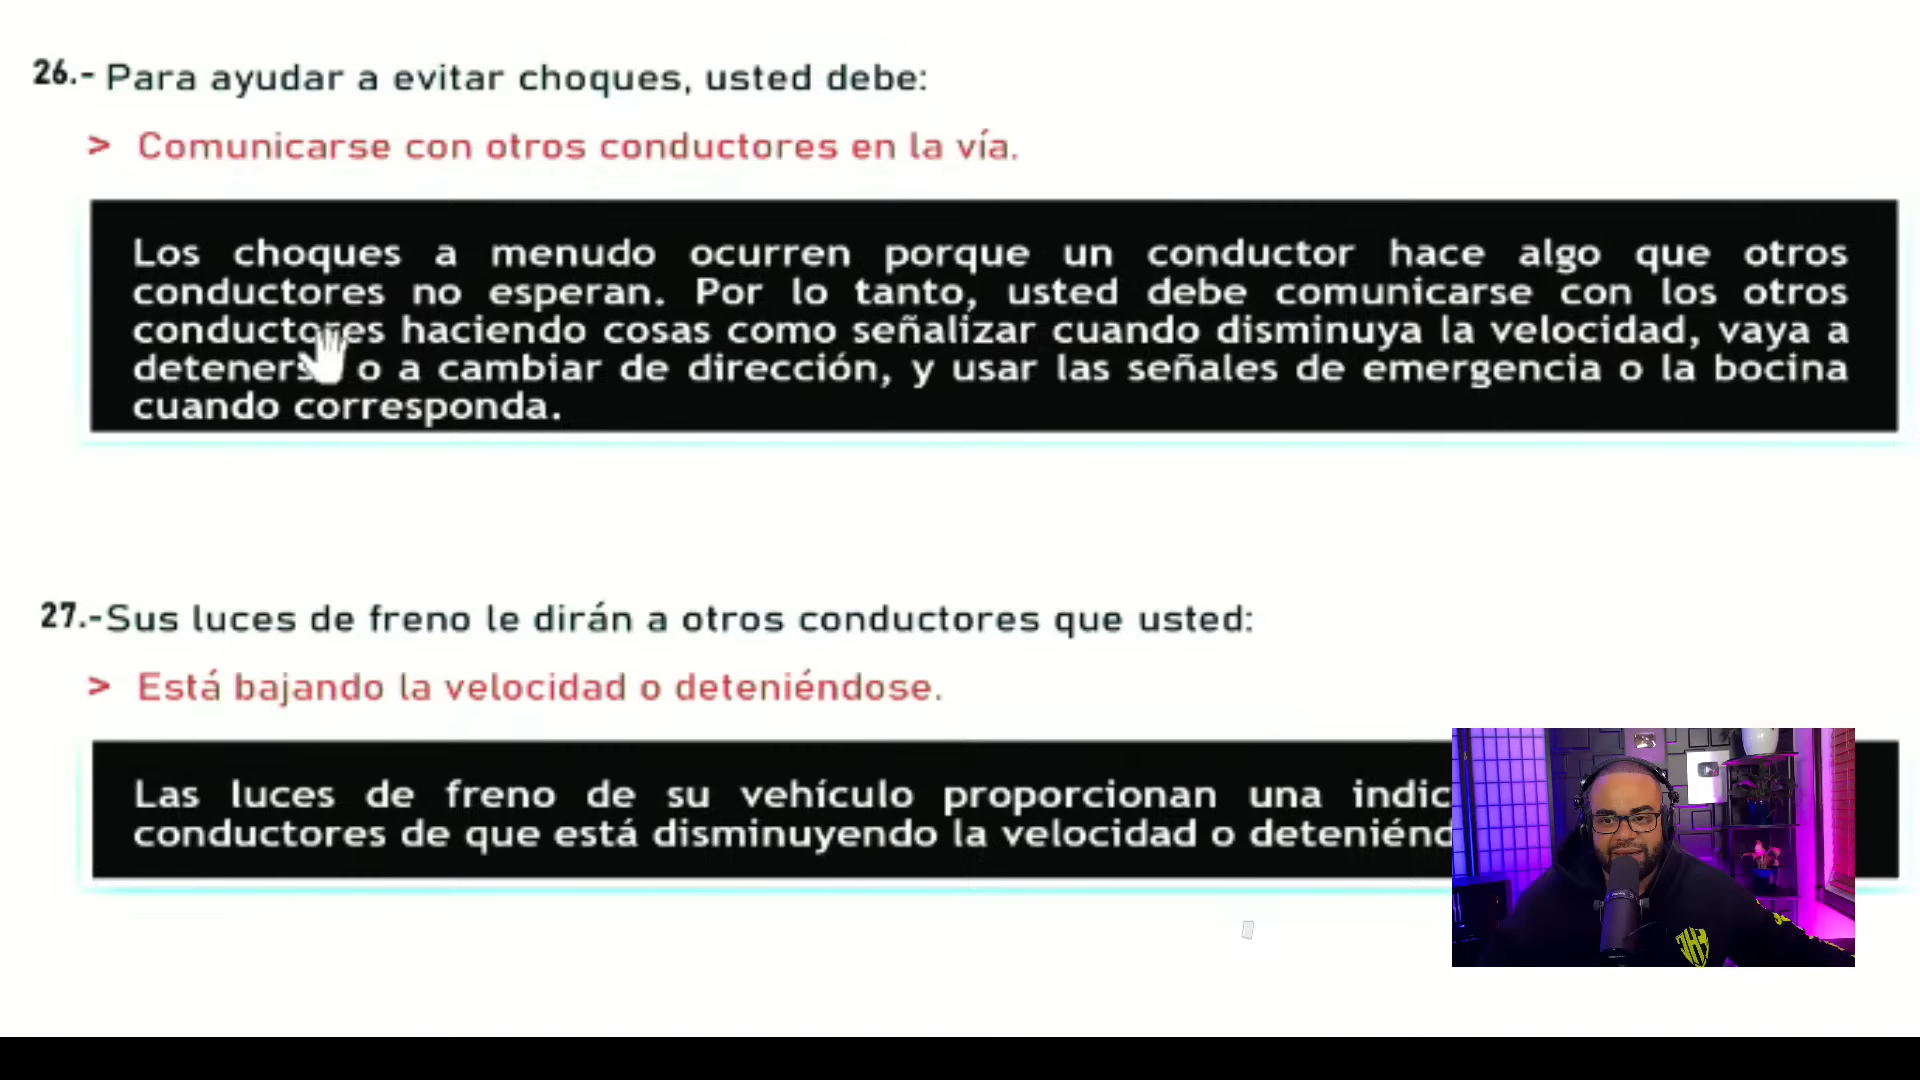 26.- Para ayudar a evitar choques, usted debe:
> Comunicarse con otros conductores en la vía.
Los choques a menudo ocurren porque un conductor hace algo que otros
conductores no esperan. Por lo tanto, usted debe comunicarse con los otros
conductores haciendo cosas como señalizar cuando disminuya la velocidad, vaya a
o a cambiar de dirección, y usar las señales de emergencia o la bocina
cuando corresponda.
27.-Sus luces de freno le dirán a otros conductores que usted:
> Está bajando la velocidad o deteniéndose.
Las luces de freno de su vehículo proporcionan una
conductores de que está disminuyendo la velocidad o